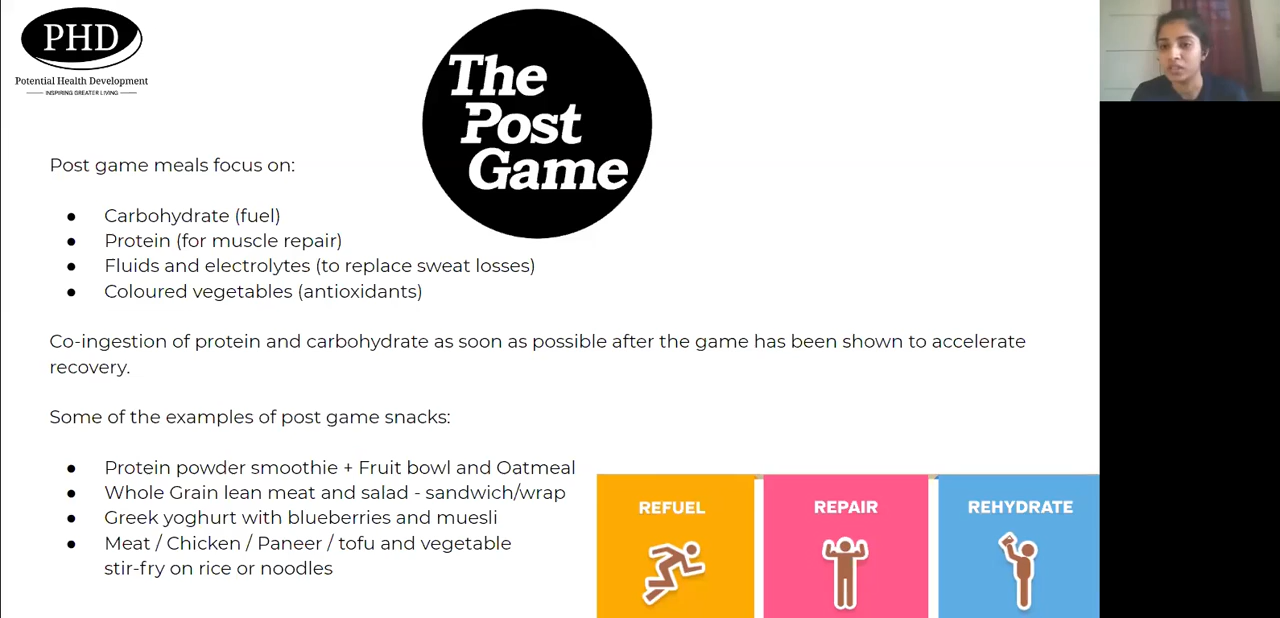 PHD
Potential Health Development
INSPIRING GREATER LIVING
The
Post
Game
Post game meals focus on:
● Carbohydrate (fuel)
● Protein (for muscle repair)
● Fluids and electrolytes (to replace sweat losses)
● Coloured vegetables (antioxidants)
Co-ingestion of protein and carbohydrate as soon as possible after the game has been shown to accelerate
recovery.
Some of the examples of post game snacks:
● Protein powder smoothie + Fruit bowl and Oatmeal
● Whole Grain lean meat and salad - sandwich/wrap
● Greek yoghurt with blueberries and muesli
● Meat / Chicken / Paneer / tofu and vegetable
stir-fry on rice or noodles
REFUEL
REPAIR
REHYDRATE